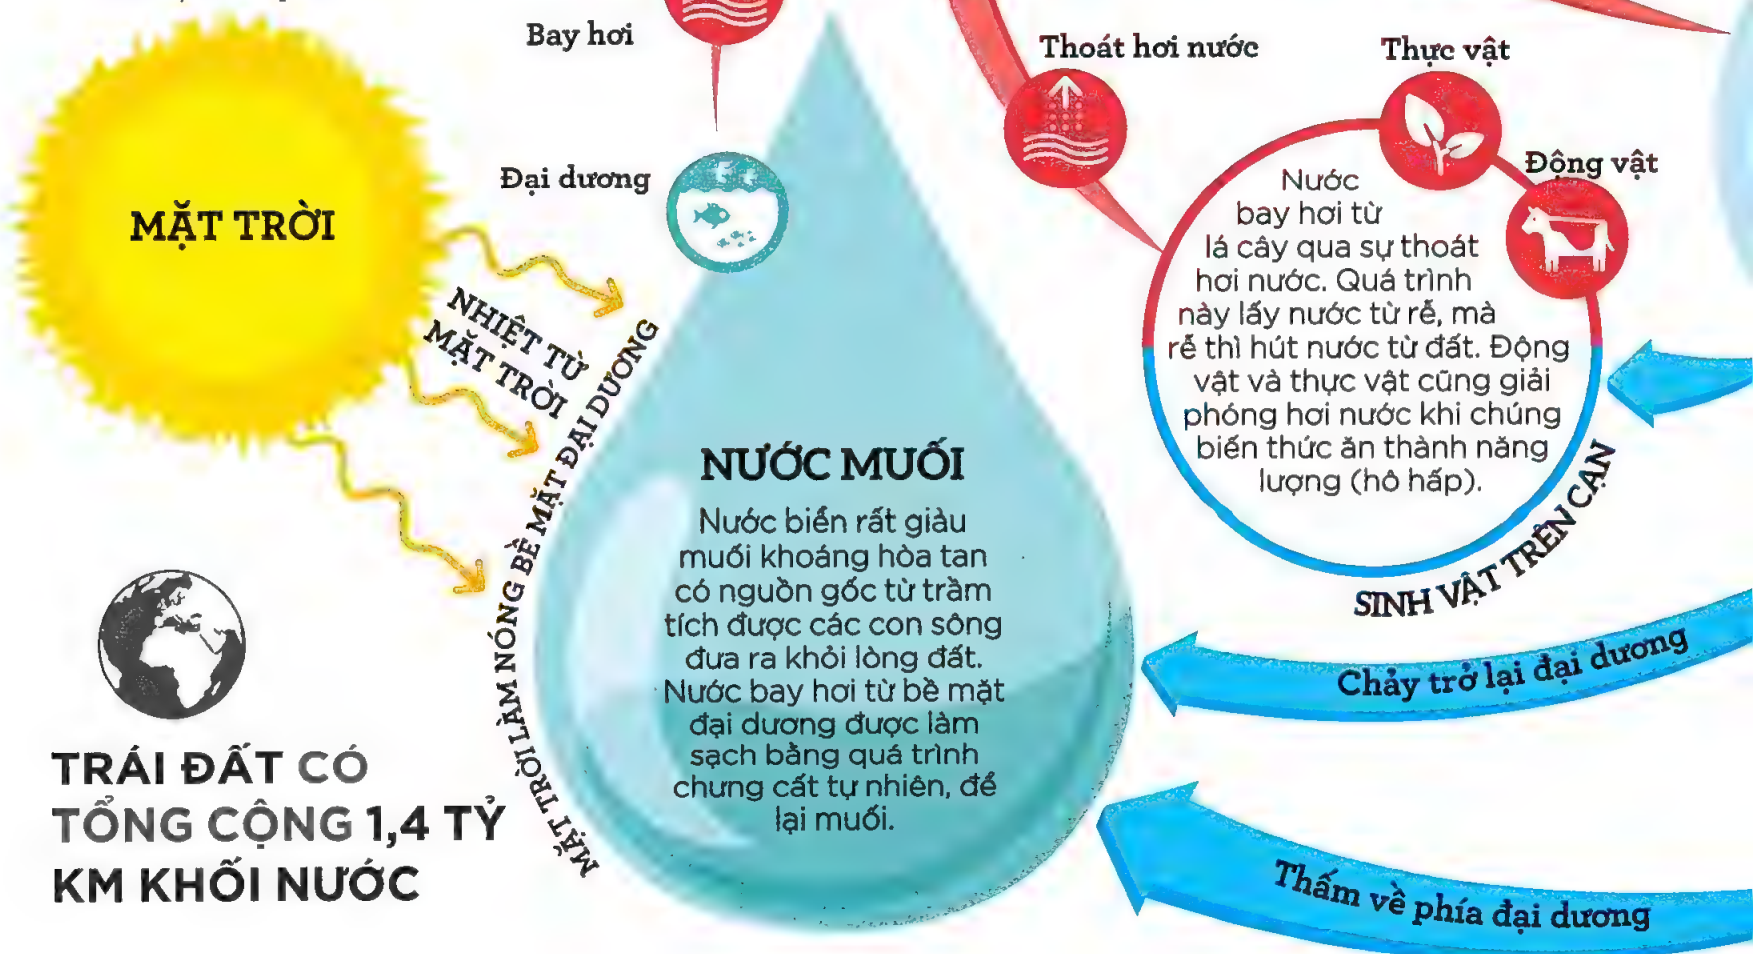 Bay hơi
Thoát hơi nước
Thực vật
Đại dương
Động vật
MẶT TRỜI
NHIỆT TỪ
MẶT TRỜI
MẶT TRỜI LÀM NÓNG BỀ MẶT ĐẠI DƯƠNG
Nước
bay hơi từ
lá cây qua sự thoát
hơi nước. Quá trình
này lấy nước từ rễ, mà
rễ thì hút nước từ đất. Động
vật và thực vật cũng giải
phóng hơi nước khi chúng
biến thức ăn thành năng
lượng (hô hấp).
SINH VẬT TRÊN CẠN
NƯỚC MUỐI
Nước biển rất giàu
muối khoáng hòa tan
có nguồn gốc từ trầm
tích được các con sông
đưa ra khỏi lòng đất.
Nước bay hơi từ bề mặt
đại dương được làm
sạch bằng quá trình
chưng cất tự nhiên, để
lại muối.
Chảy trở lại đại dương
Thấm về phía đại dương
TRÁI ĐẤT CÓ
TỔNG CỘNG 1,4 TỶ
KM KHỐI NƯỚC